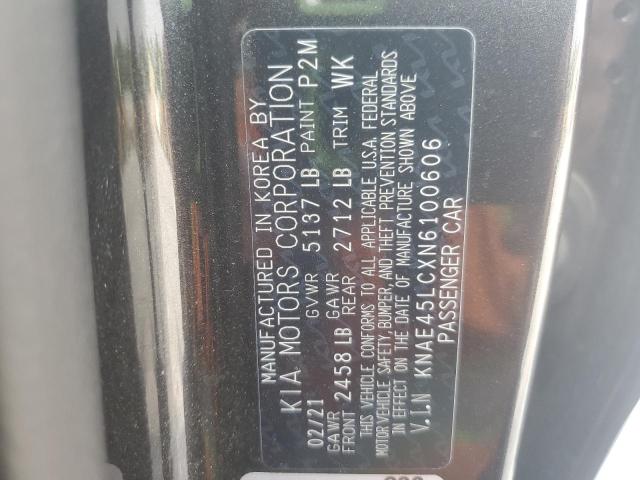 MANUFACTURED IN KOREA BY
KIA MOTORS CORPORATION
02/21 GVWR 5137 LB PAINT P2M
GAWR FRONT 2458 LB GAWR REAR 2712 LB TRIM WK
THIS VEHICLE CONFORMS TO ALL APPLICABLE U.S.A. FEDERAL
MOTOR VEHICLE SAFETY, BUMPER, AND THEFT PREVENTION STANDARDS
IN EFFECT ON THE DATE OF MANUFACTURE SHOWN ABOVE
V.I.N KNAE45LCXN6100606
PASSENGER CAR